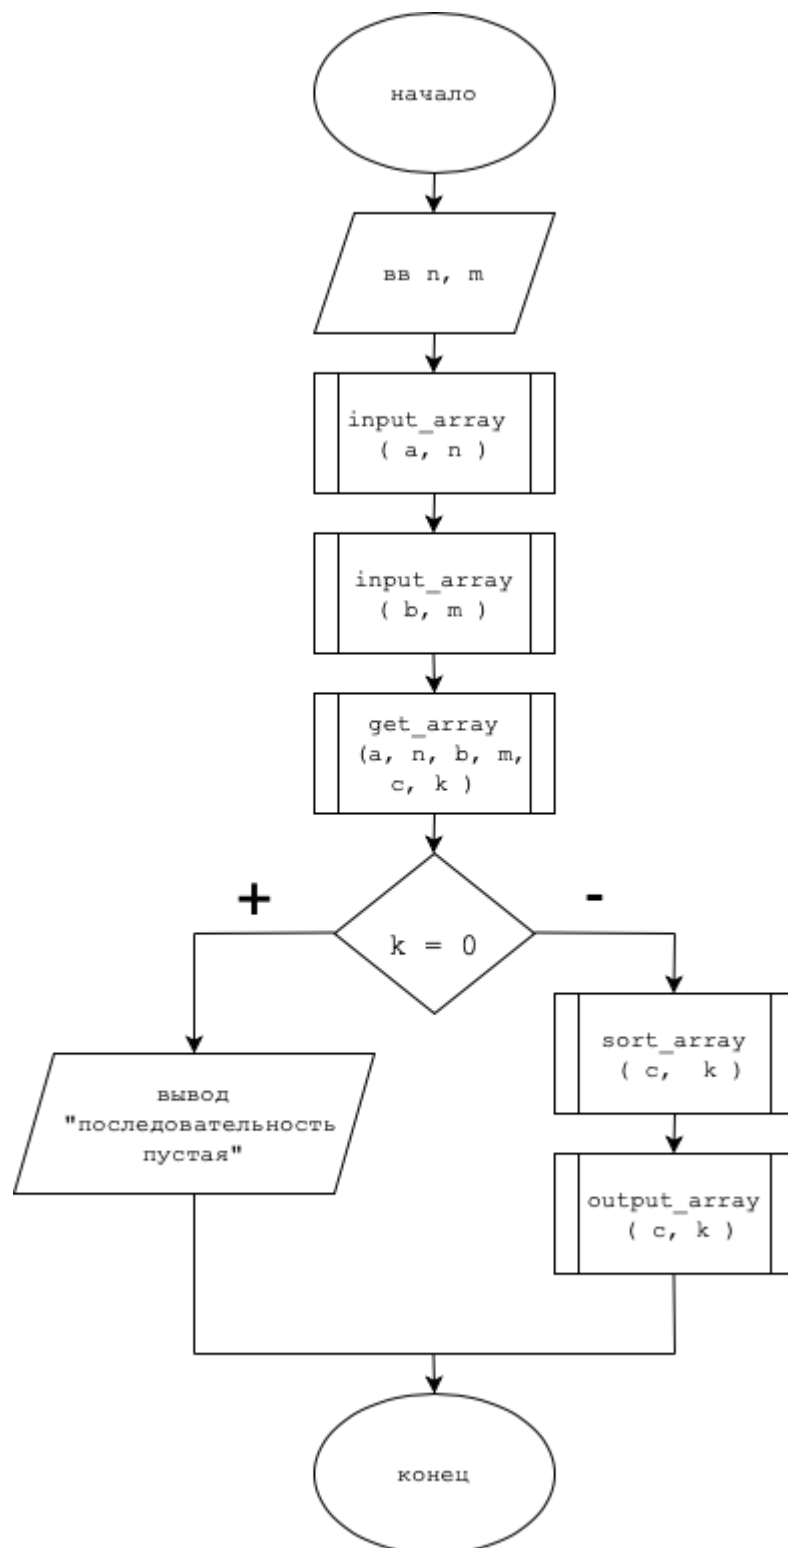 начало
вв n, m
input_array
( a, n )
input_array
( b, m )
get_array
(a, n, b, m,
c, k )
+
-
k = 0
sort_array
( c, k )
вывод
"последовательность
пустая"
output_array
( c, k )
конец